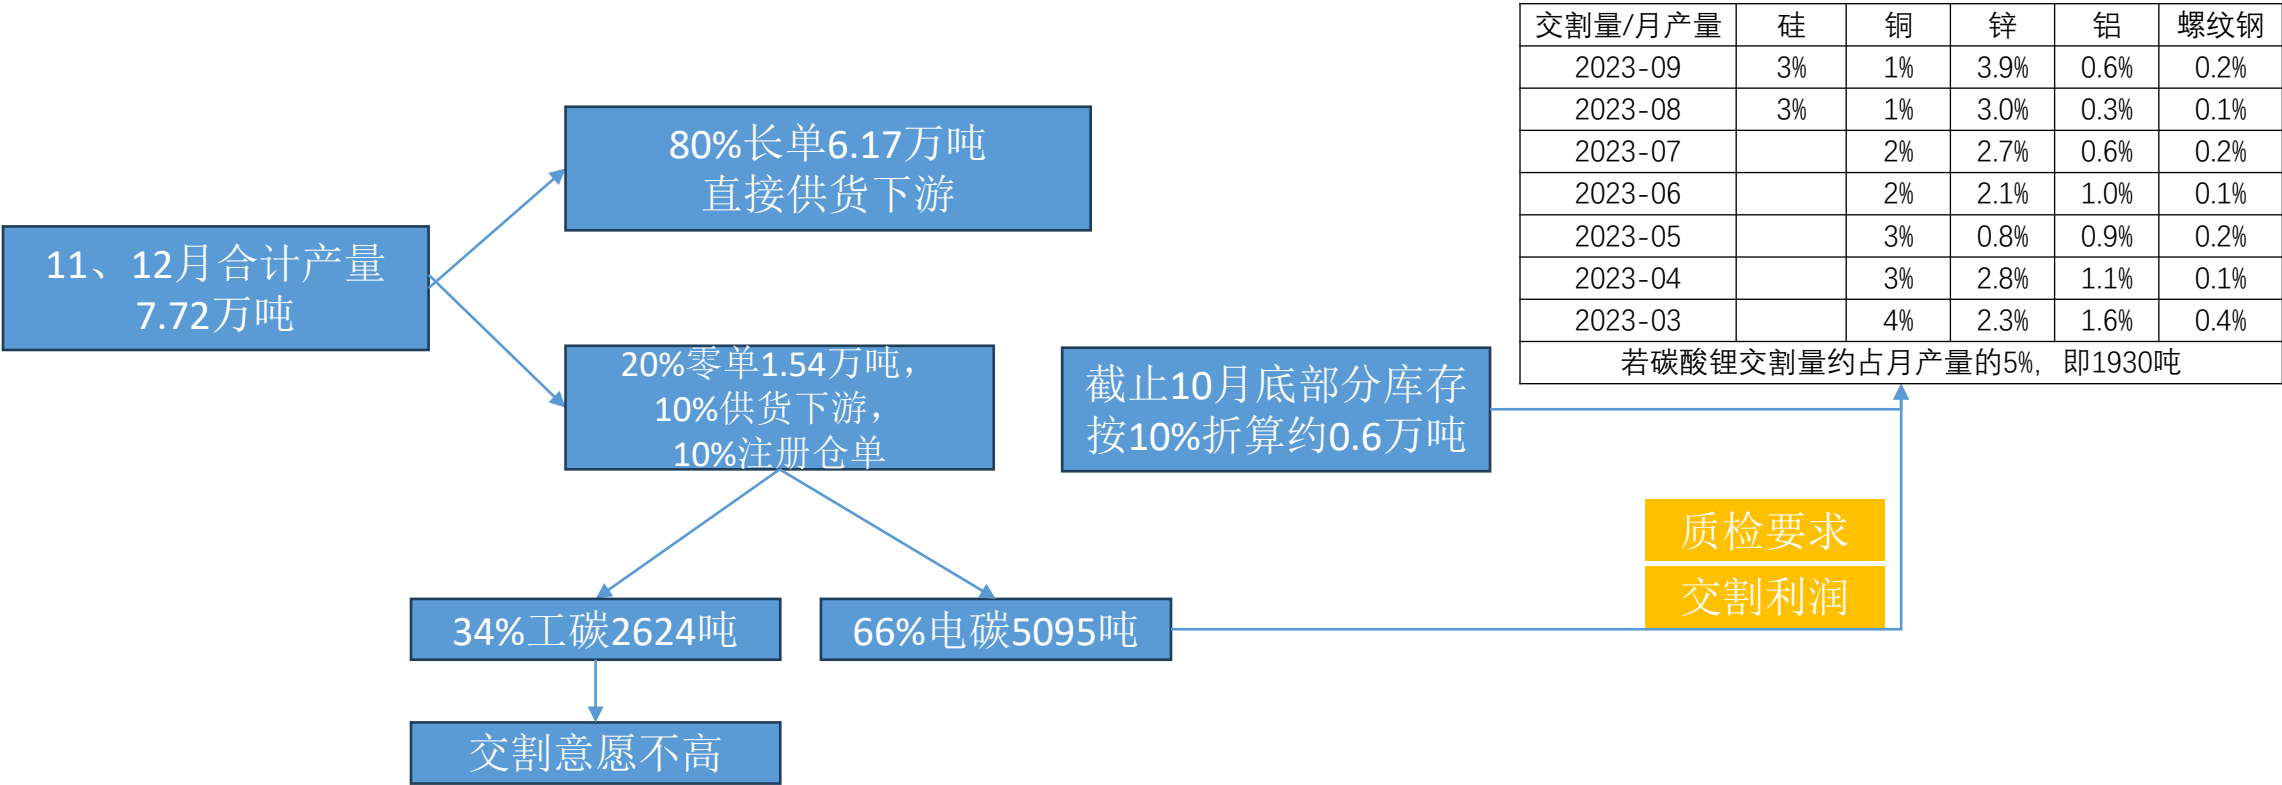 交割量/月产量 硅 铜 锌 铝 螺纹钢
2023-09 3% 1% 3.9% 0.6% 0.2%
2023-08 3% 1% 3.0% 0.3% 0.1%
2023-07 2% 2.7% 0.6% 0.2%
2023-06 2% 2.1% 1.0% 0.1%
2023-05 3% 0.8% 0.9% 0.2%
2023-04 3% 2.8% 1.1% 0.1%
2023-03 4% 2.3% 1.6% 0.4%
若碳酸锂交割量约占月产量的5%，即1930吨
80%长单6.17万吨
直接供货下游
11、12月合计产量
7.72万吨
20%零单1.54万吨，
10%供货下游，
10%注册仓单
截止10月底部分库存
按10%折算约0.6万吨
质检要求
交割利润
34%工碳2624吨
66%电碳5095吨
交割意愿不高